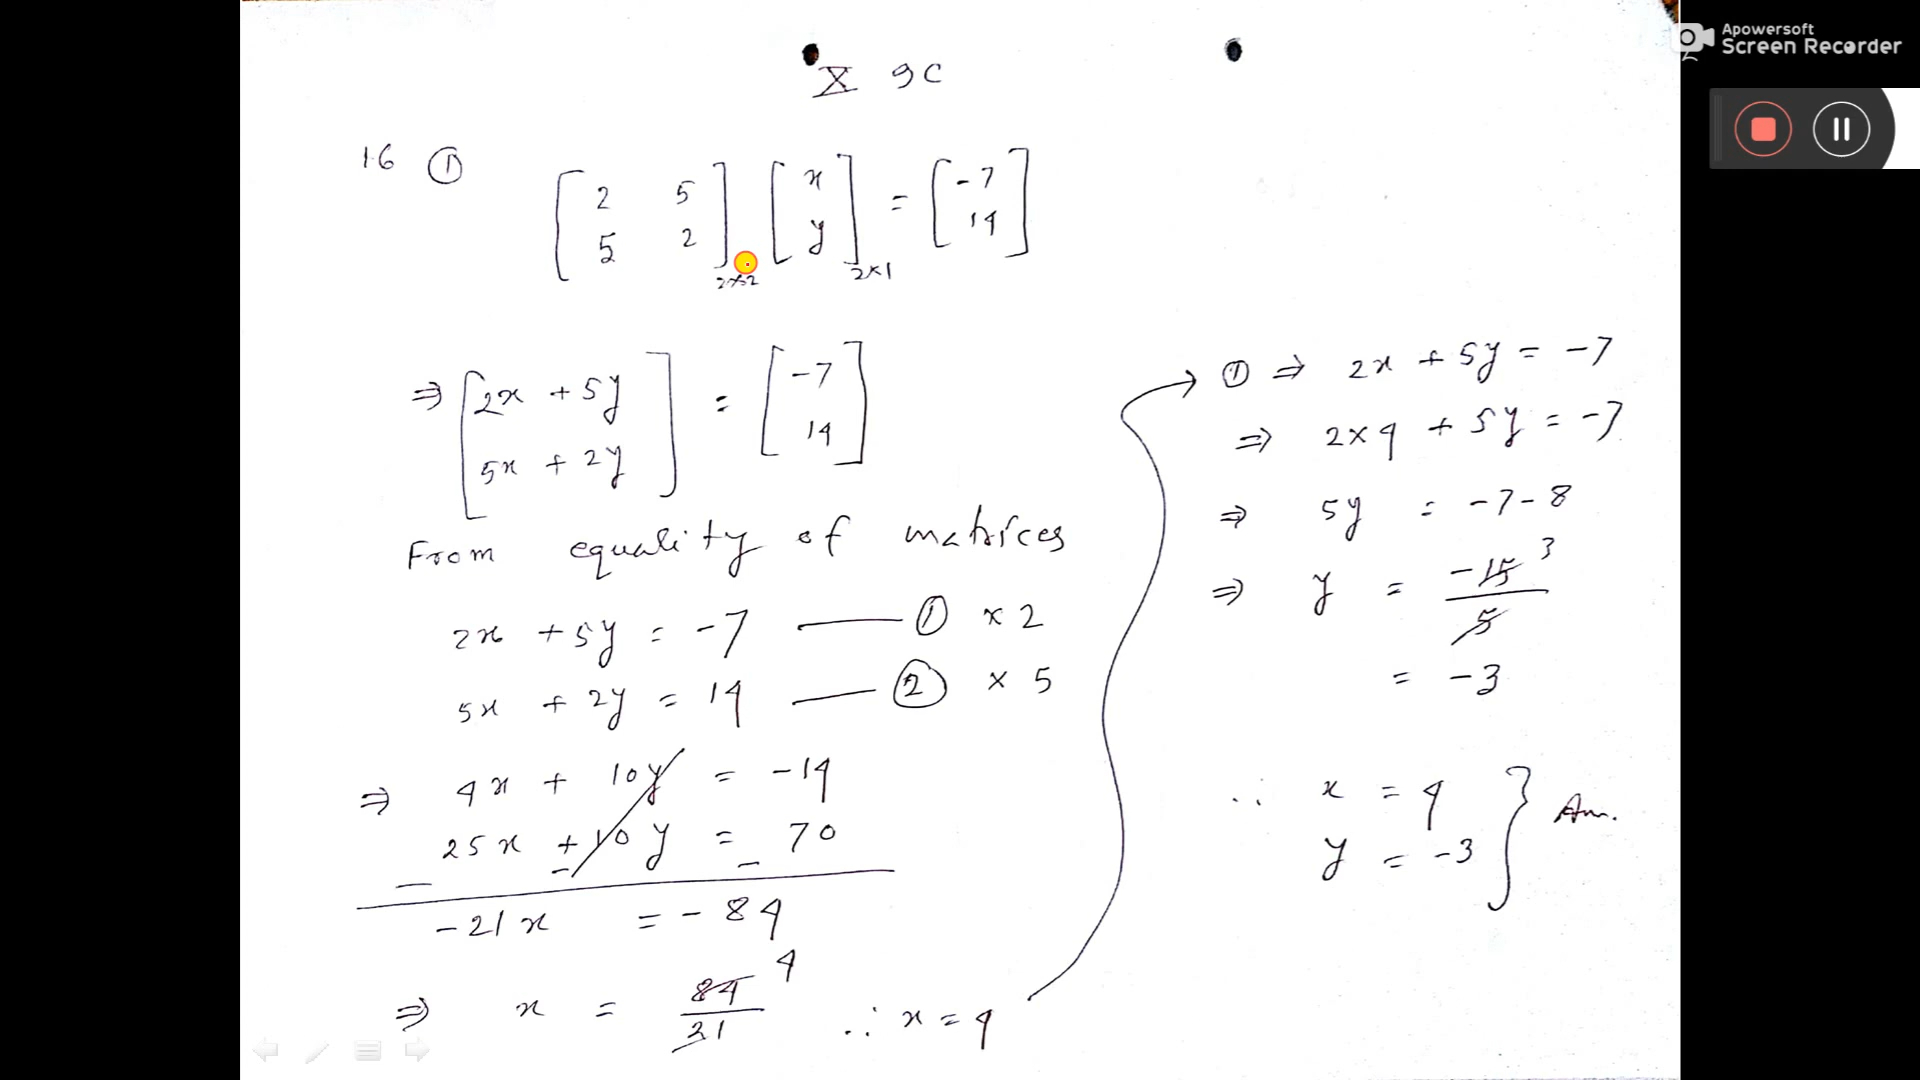 Apowersoft
Screen Recorder
X 9C
16 ① [2 5 5 2]2×2 [x y]2×1 = [-7 14]
⇒ [2x + 5y 5x + 2y] = [-7 14]
From equality of matrices
2x + 5y = -7 —— ① × 2
5x + 2y = 14 —— ② × 5
⇒ 4x + 10y = -14
25x + 10y = 70
- - -
-21x = -84
⇒ x = 84/21 4 ∴ x = 4
① ⇒ 2x + 5y = -7
⇒ 2×4 + 5y = -7
⇒ 5y = -7-8
⇒ y = -15/5 3
= -3
∴ x = 4
y = -3 } Ans.